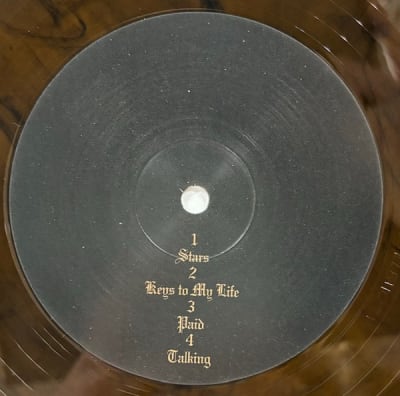 1
Stars
2
Keys to My Life
3
Paid
4
Talking